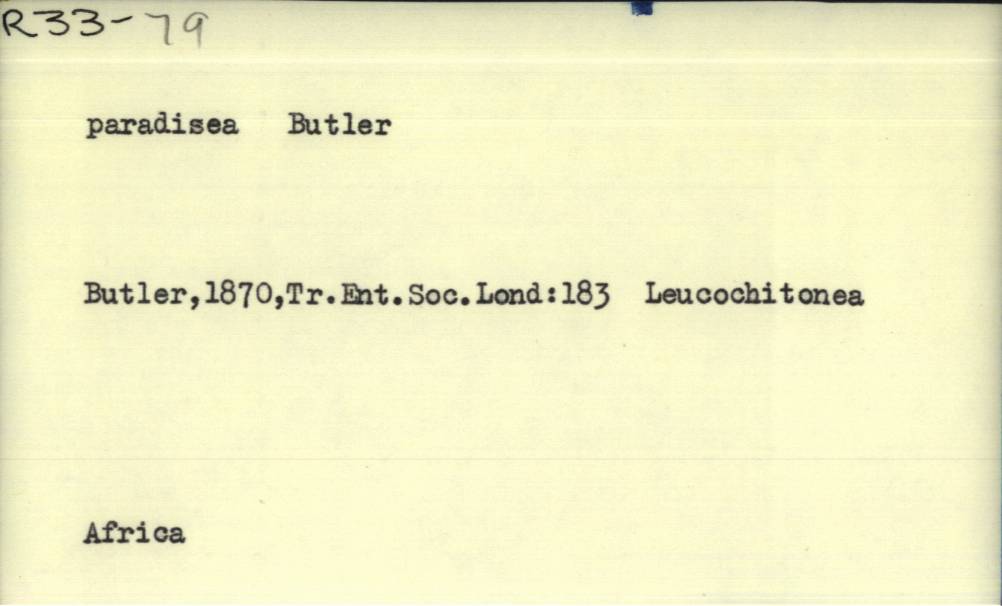 R33-79
paradisea Butler
Butler,1870,Tr.Ent.Soc.Lond:183 Leucochitonea
Africa